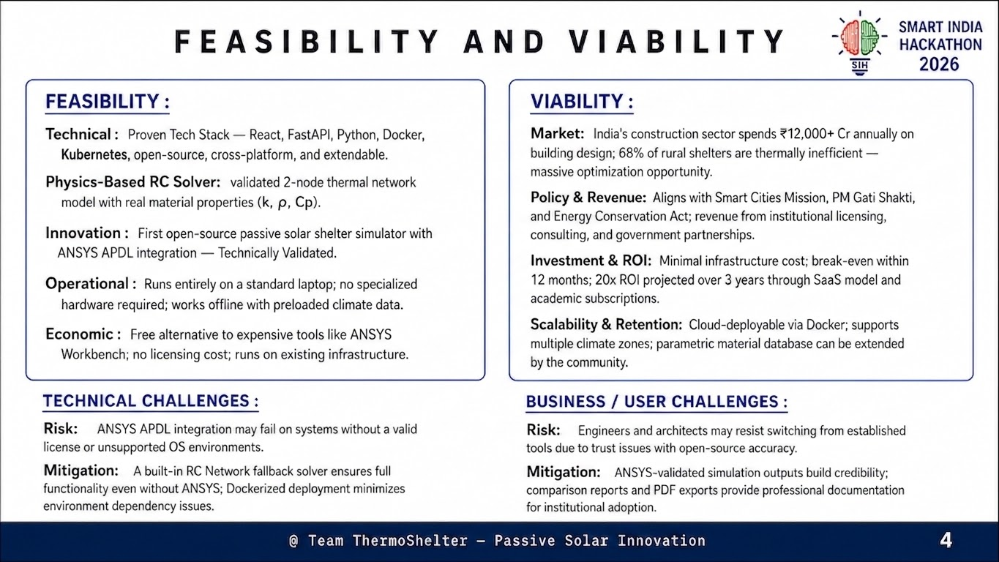 FEASIBILITY AND VIABILITY
SIH
SMART INDIA
HACKATHON
2026
FEASIBILITY :
Technical : Proven Tech Stack — React, FastAPI, Python, Docker,
Kubernetes, open-source, cross-platform, and extendable.
Physics-Based RC Solver: validated 2-node thermal network
model with real material properties (k, ρ, Cp).
Innovation : First open-source passive solar shelter simulator with
ANSYS APDL integration — Technically Validated.
Operational : Runs entirely on a standard laptop; no specialized
hardware required; works offline with preloaded climate data.
Economic : Free alternative to expensive tools like ANSYS
Workbench; no licensing cost; runs on existing infrastructure.
VIABILITY :
Market: India's construction sector spends ₹12,000+ Cr annually on
building design; 68% of rural shelters are thermally inefficient —
massive optimization opportunity.
Policy & Revenue: Aligns with Smart Cities Mission, PM Gati Shakti,
and Energy Conservation Act; revenue from institutional licensing,
consulting, and government partnerships.
Investment & ROI: Minimal infrastructure cost; break-even within
12 months; 20x ROI projected over 3 years through SaaS model and
academic subscriptions.
Scalability & Retention: Cloud-deployable via Docker; supports
multiple climate zones; parametric material database can be extended
by the community.
TECHNICAL CHALLENGES :
Risk: ANSYS APDL integration may fail on systems without a valid
license or unsupported OS environments.
Mitigation: A built-in RC Network fallback solver ensures full
functionality even without ANSYS; Dockerized deployment minimizes
environment dependency issues.
BUSINESS / USER CHALLENGES :
Risk: Engineers and architects may resist switching from established
tools due to trust issues with open-source accuracy.
Mitigation: ANSYS-validated simulation outputs build credibility;
comparison reports and PDF exports provide professional documentation
for institutional adoption.
@ Team ThermoShelter — Passive Solar Innovation
4